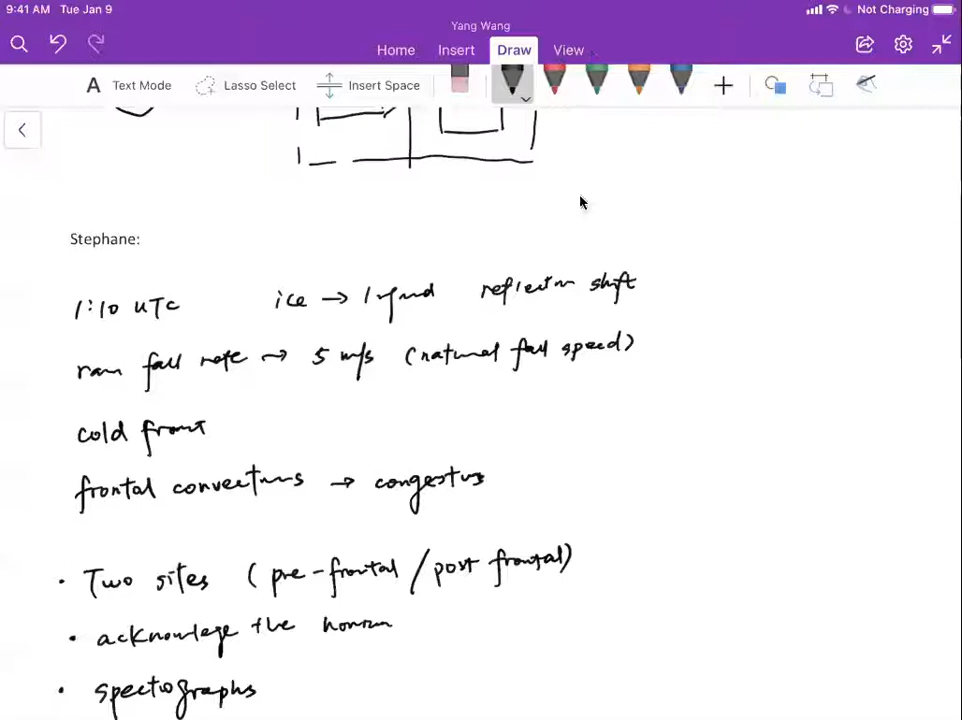 9:41 AM Tue Jan 9
Not Charging
Yang Wang
Home Insert Draw View
Text Mode Lasso Select Insert Space
Stephane:
1:10 UTC ice → liquid reflection shift
rain fall rate → 5 m/s (natural fall speed)
cold front
frontal convections → congestus
• Two sites (pre-frontal / post frontal)
• acknowlege the
• spectographs